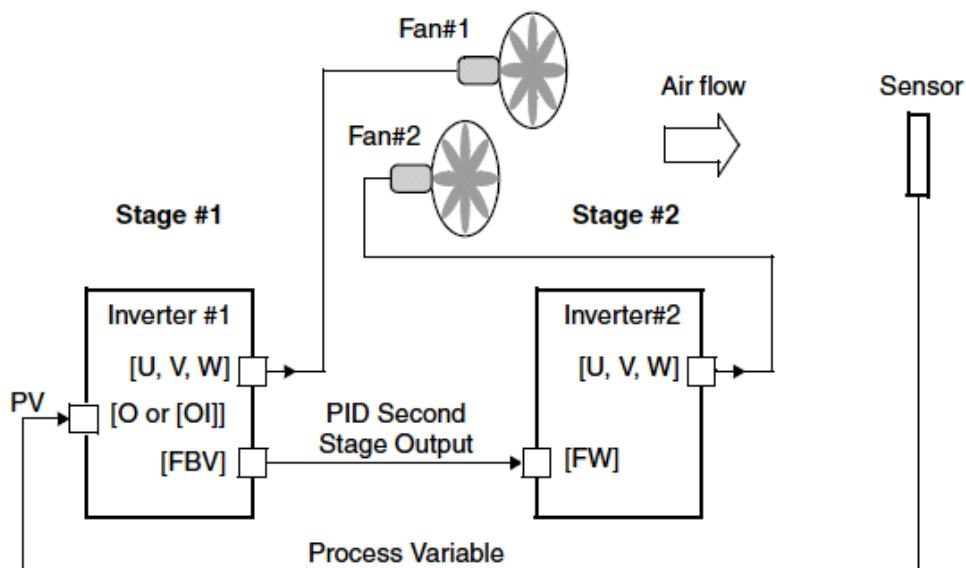 Fan#1
Air flow
Sensor
Fan#2
Stage #1
Stage #2
Inverter #1
Inverter#2
[U, V, W]
[U, V, W]
PV
[O or [OI]]
PID Second
Stage Output
[FBV]
[FW]
Process Variable